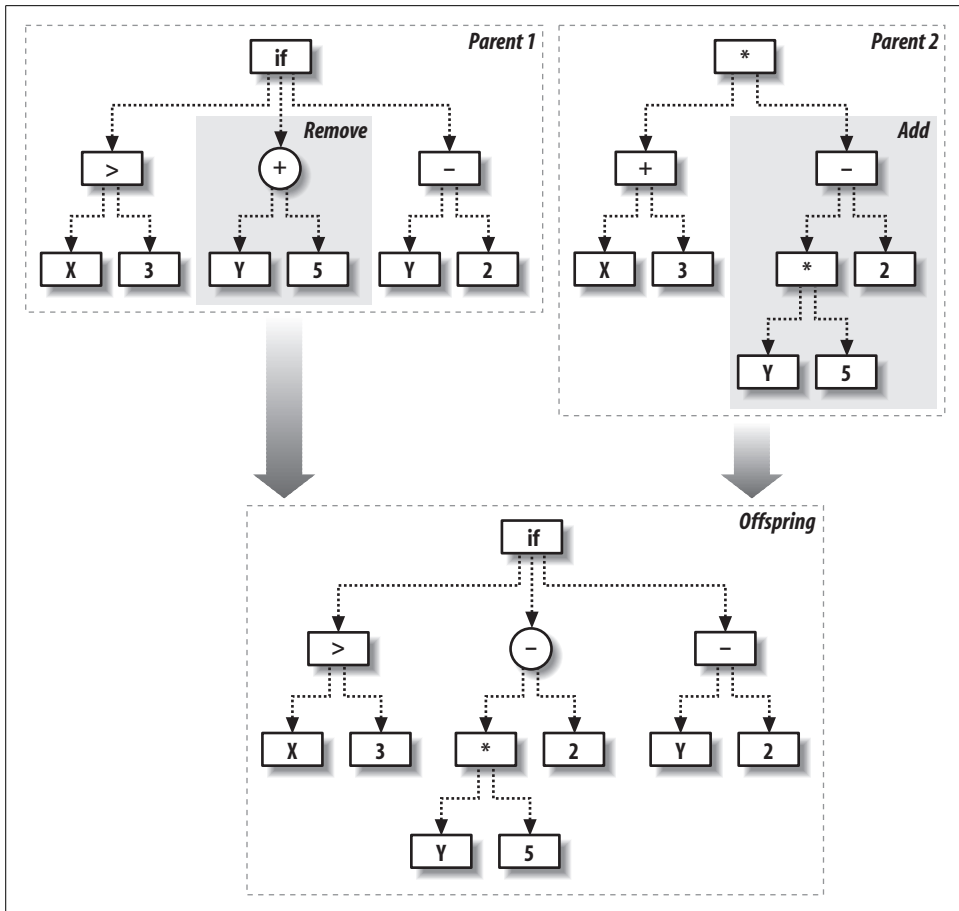 Parent 1
if
Remove
>
+
–
X
3
Y
5
Y
2
Parent 2
*
Add
+
–
X
3
*
2
Y
5
Offspring
if
>
–
–
X
3
*
2
Y
2
Y
5